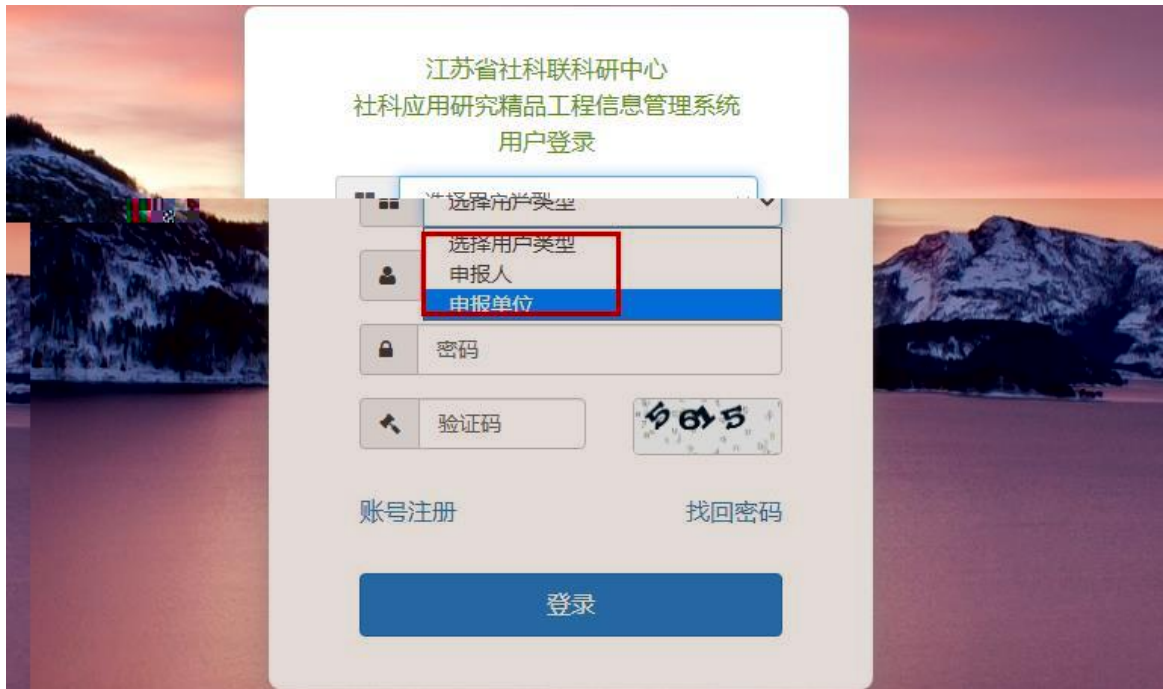 江苏省社科联科研中心
社科应用研究精品工程信息管理系统
用户登录
选择用户类型
选择用户类型
申报人
申报单位
密码
验证码
5615
账号注册
找回密码
登录